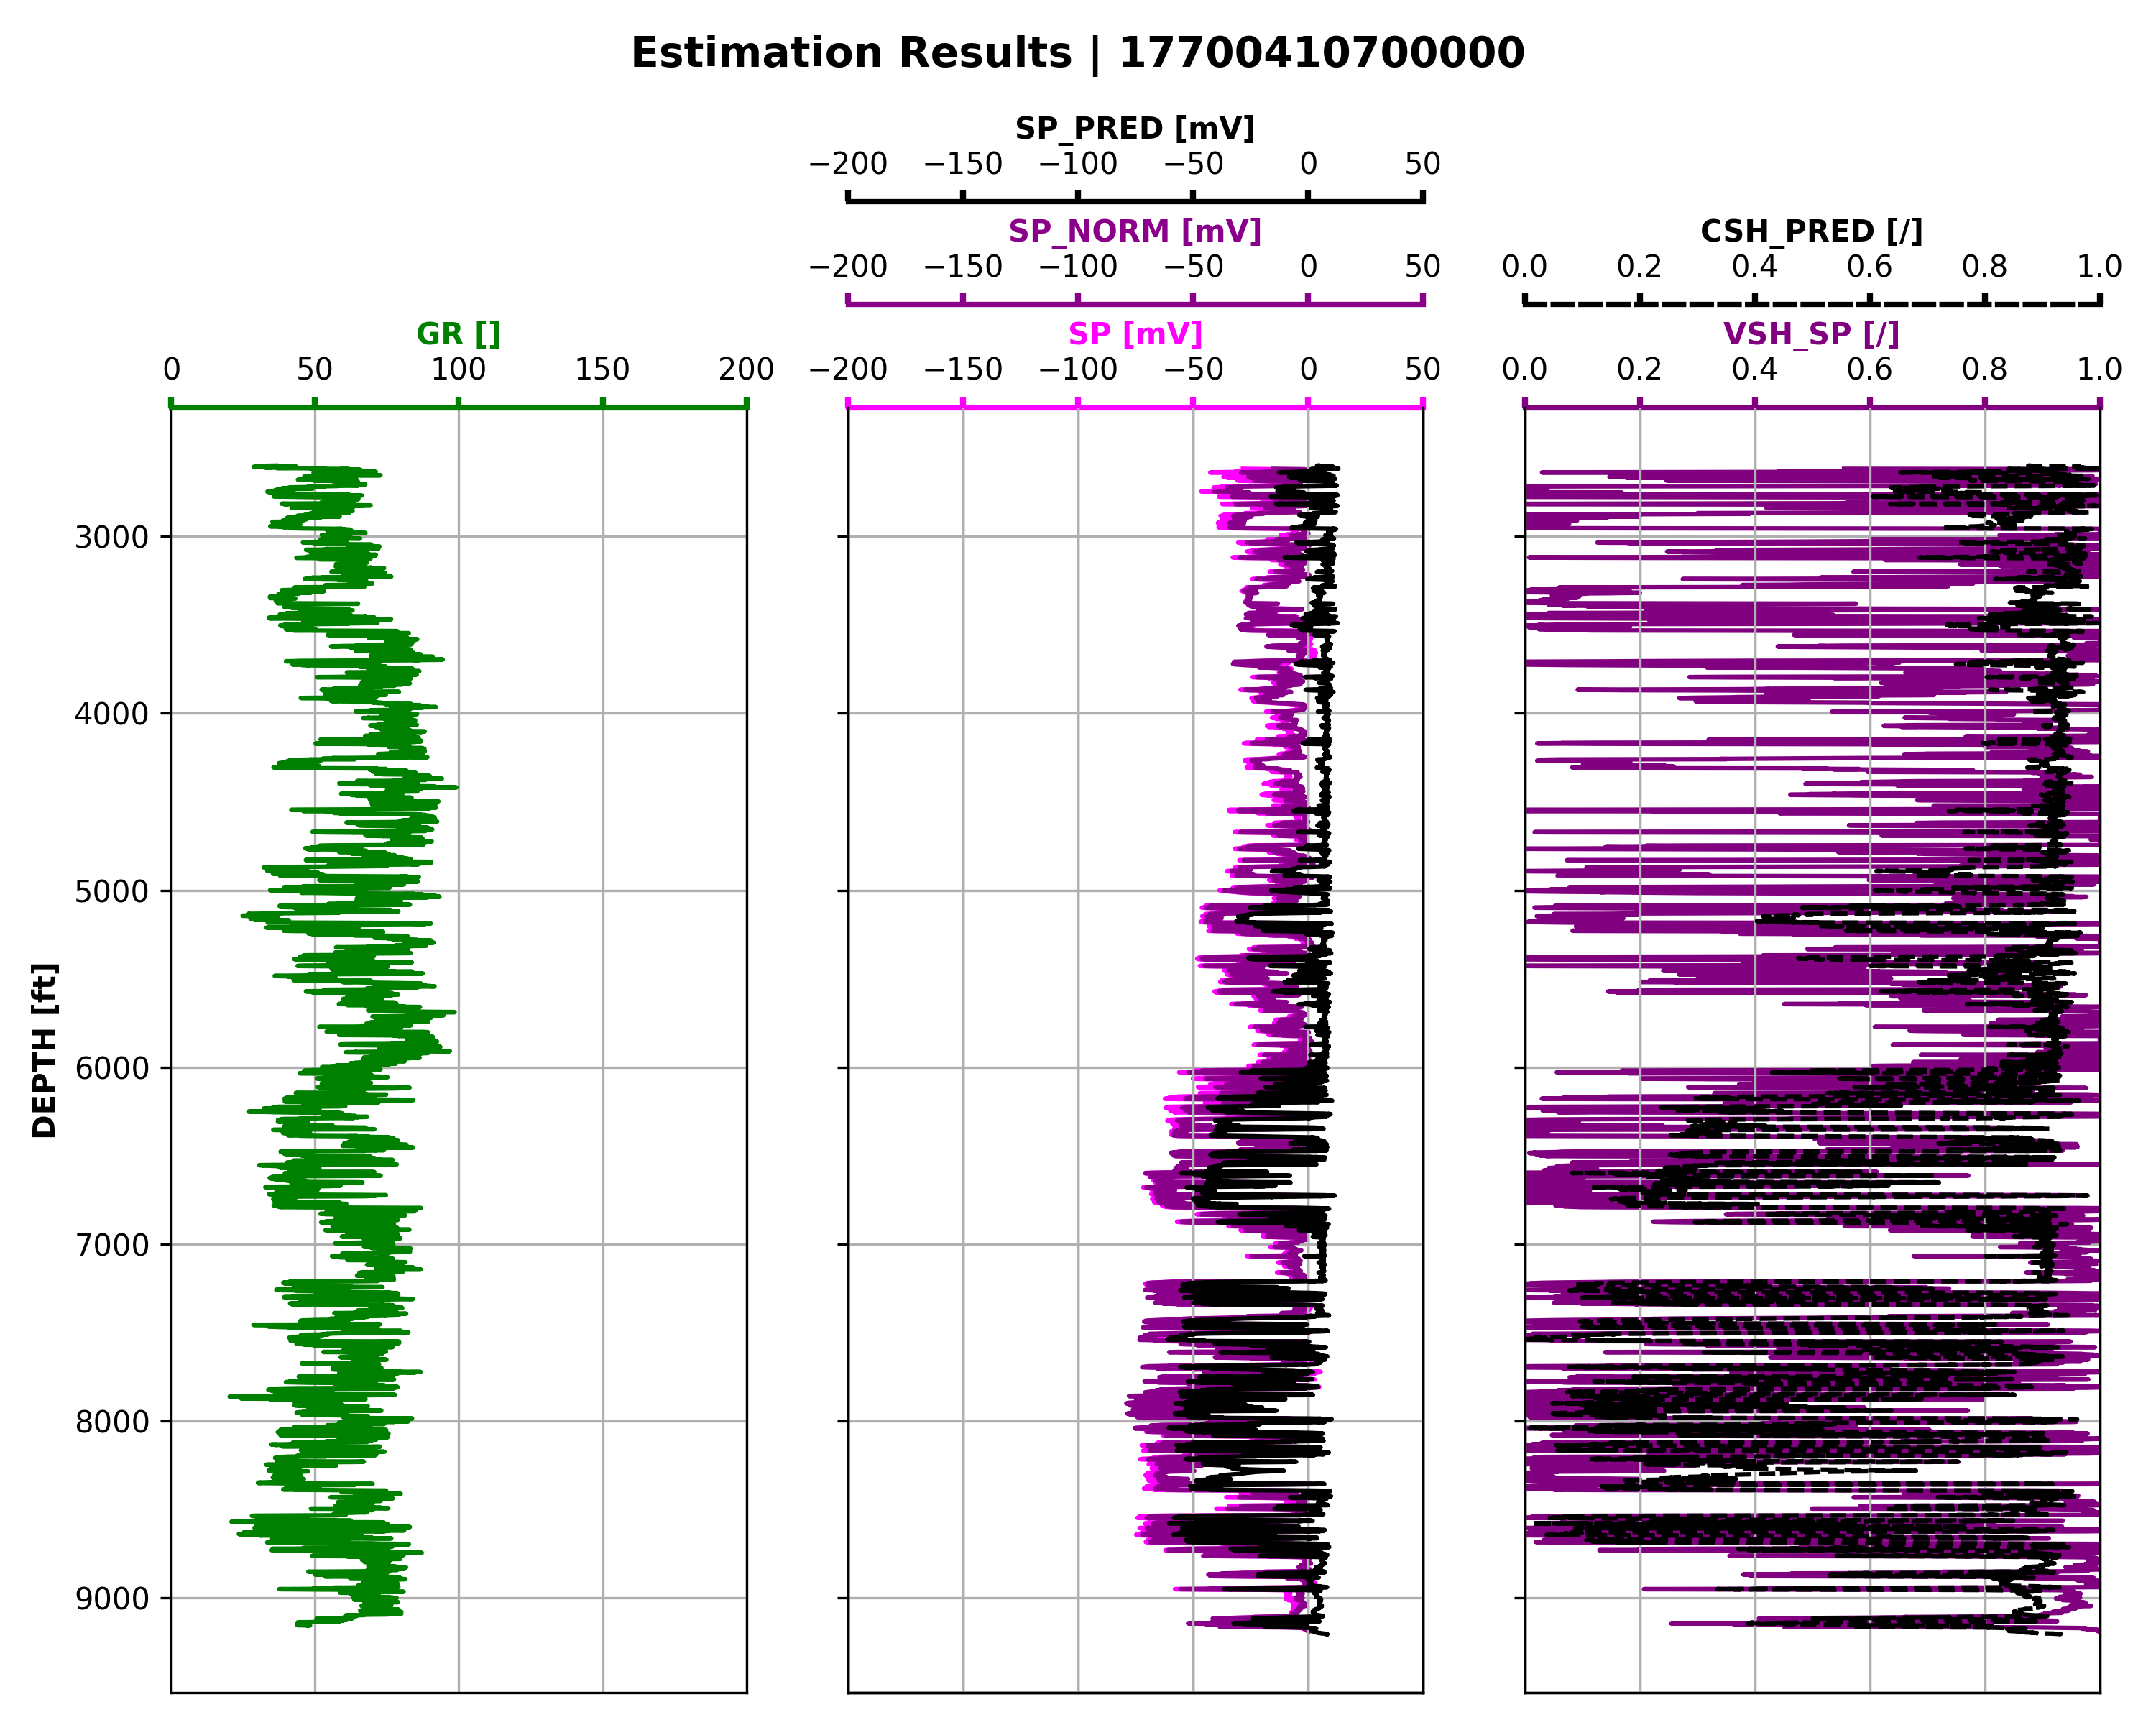 Estimation Results | 17700410700000
SP_PRED [mV]
−200 −150 −100 −50 0 50
SP_NORM [mV] CSH_PRED [/]
−200 −150 −100 −50 0 50 0.0 0.2 0.4 0.6 0.8 1.0
GR [] SP [mV] VSH_SP [/]
0 50 100 150 200 −200 −150 −100 −50 0 50 0.0 0.2 0.4 0.6 0.8 1.0
3000
4000
5000
DEPTH [ft]
6000
7000
8000
9000